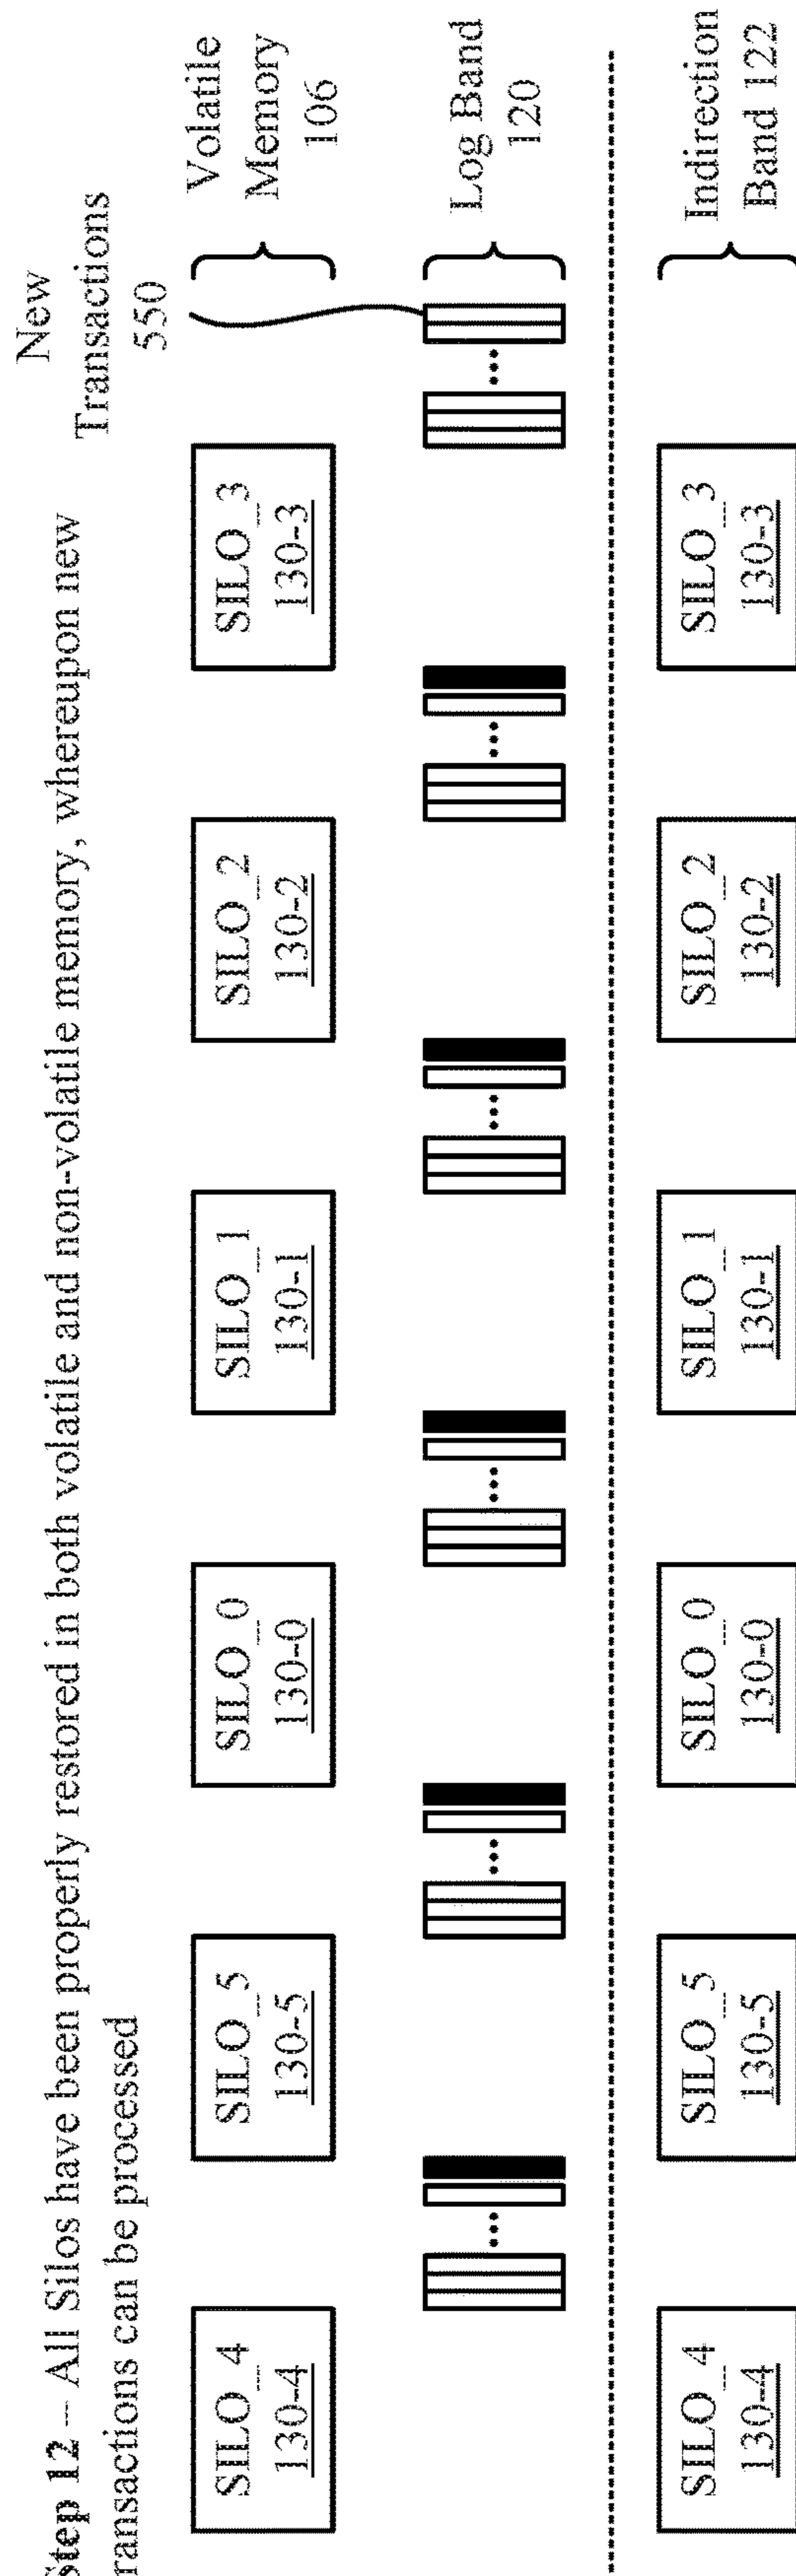 Step 12 – All Silos have been properly restored in both volatile and non-volatile memory, whereupon new
ransactions can be processed
New
Transactions
550
SILO_4
130-4
SILO_5
130-5
SILO_0
130-0
SILO_1
130-1
SILO_2
130-2
SILO_3
130-3
Volatile
Memory
106
Log Band
120
SILO_4
130-4
SILO_5
130-5
SILO_0
130-0
SILO_1
130-1
SILO_2
130-2
SILO_3
130-3
Indirection
Band 122